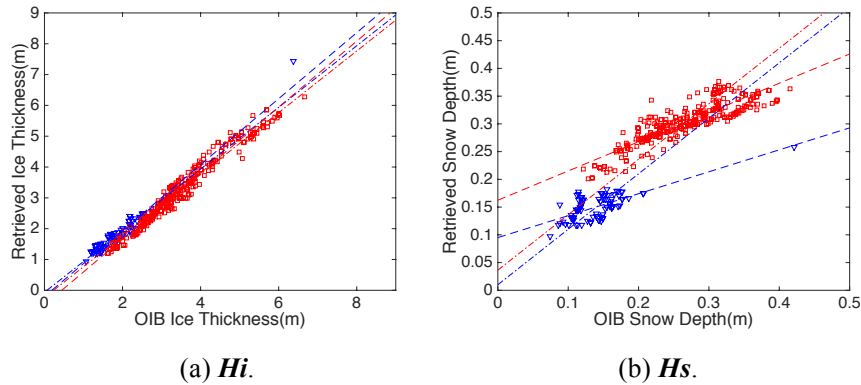 9
8
7
6
5
4
3
2
1
0
Retrieved Ice Thickness(m)
0 2 4 6 8
OIB Ice Thickness(m)
(a) Hi.
0.5
0.45
0.4
0.35
0.3
0.25
0.2
0.15
0.1
0.05
0
Retrieved Snow Depth(m)
0 0.1 0.2 0.3 0.4 0.5
OIB Snow Depth(m)
(b) Hs.